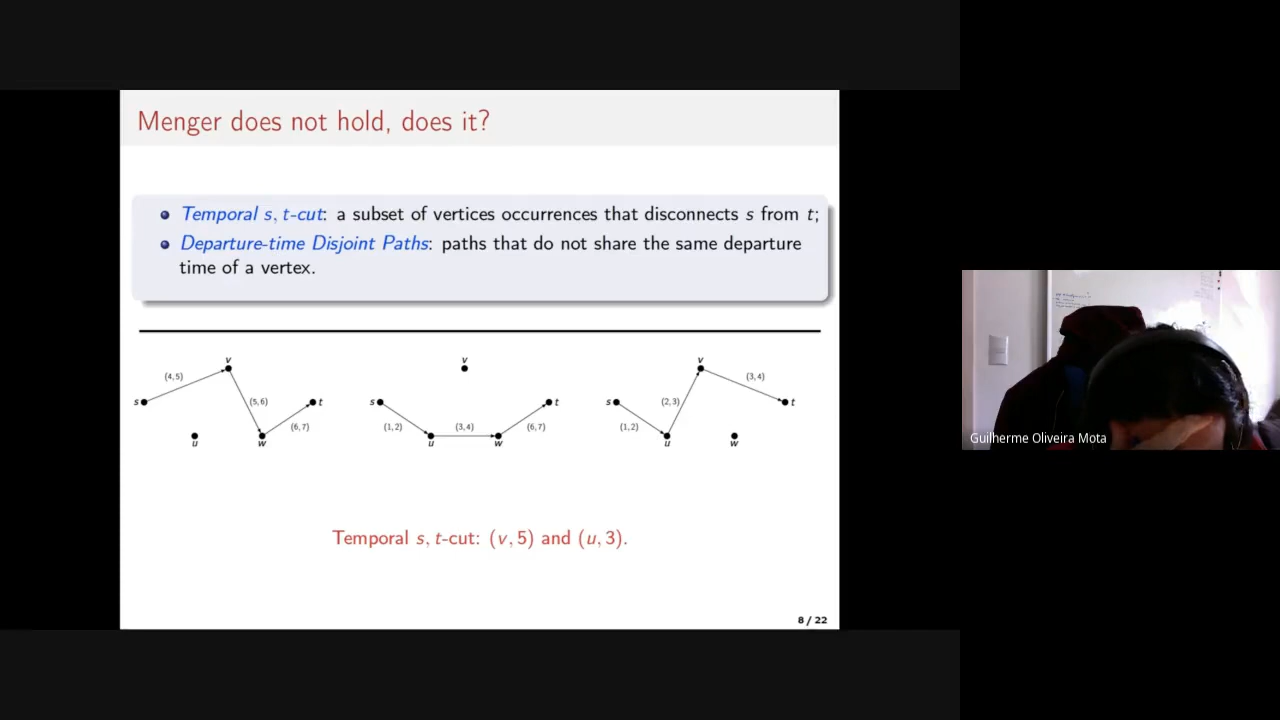 Menger does not hold, does it?
Temporal s, t-cut: a subset of vertices occurrences that disconnects s from t;
Departure-time Disjoint Paths: paths that do not share the same departure
time of a vertex.
v
(4,5)
s
(5,6)
t
(6,7)
u
w
v
s
t
(1,2)
(3,4)
(6,7)
u
w
v
(3,4)
s
(2,3)
t
(1,2)
u
w
Temporal s, t-cut: (v, 5) and (u, 3).
8 / 22
Guilherme Oliveira Mota